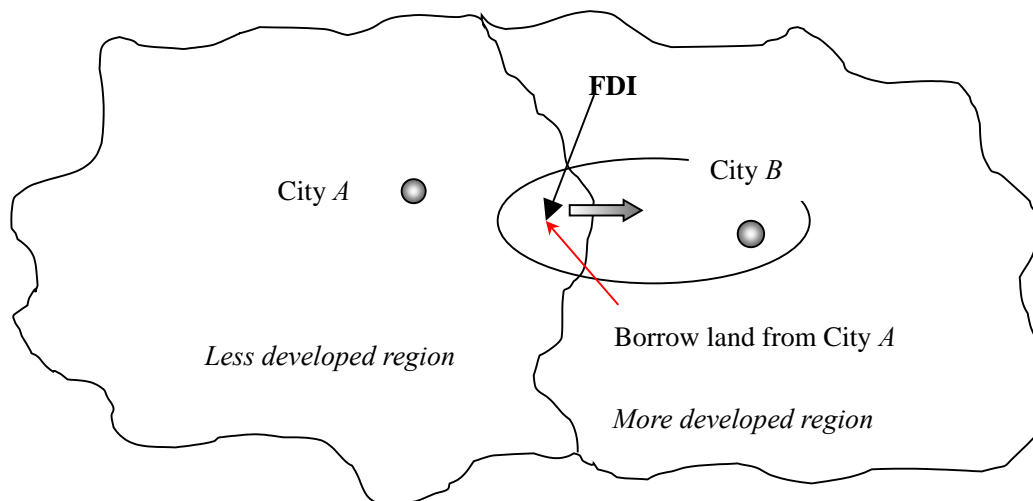 FDI
City B
City A
Borrow land from City A
Less developed region
More developed region